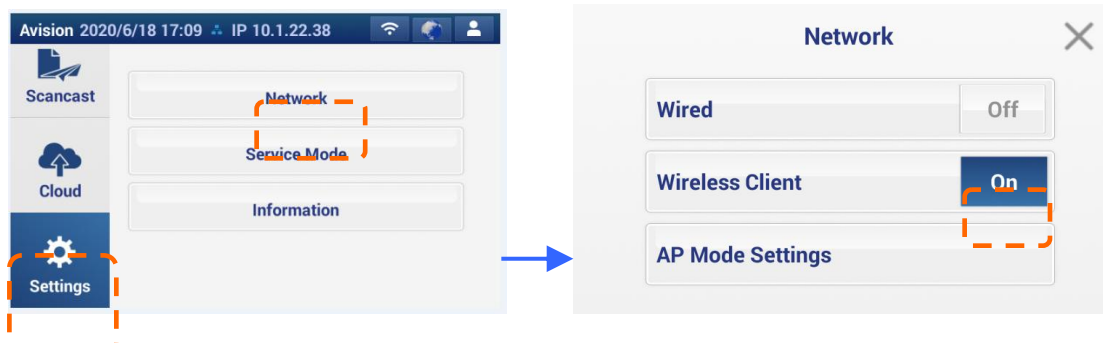 Avision 2020/6/18 17:09 IP 10.1.22.38
Scancast
Cloud
Settings
Network
Service Mode
Information
Network
Wired Off
Wireless Client On
AP Mode Settings